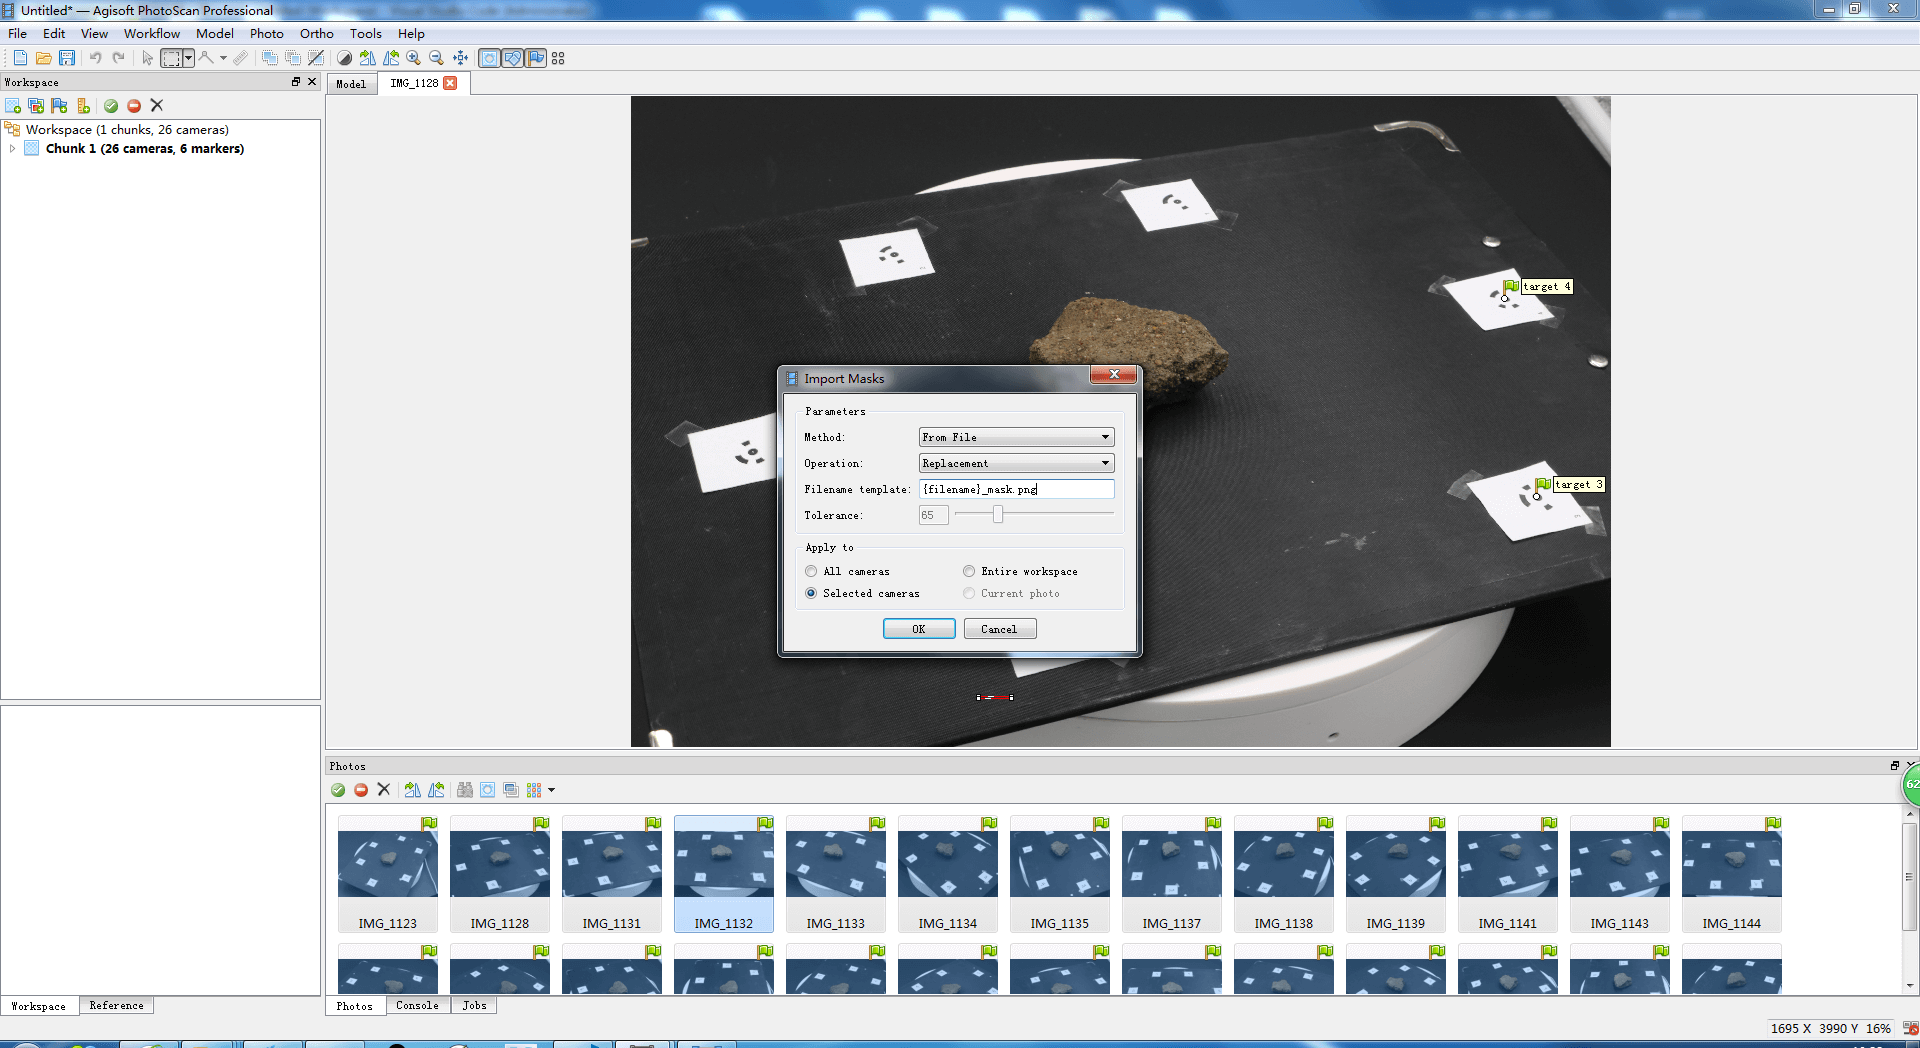 Untitled* — Agisoft PhotoScan Professional
File Edit View Workflow Model Photo Ortho Tools Help
Workspace
Model IMG_1128
Workspace (1 chunks, 26 cameras)
Chunk 1 (26 cameras, 6 markers)
target 4
target 3
Import Masks
Parameters
Method: From File
Operation: Replacement
Filename template: {filename}_mask.png
Tolerance: 65
Apply to
All cameras Entire workspace
Selected cameras Current photo
OK Cancel
Photos
62
IMG_1123 IMG_1128 IMG_1131 IMG_1132 IMG_1133 IMG_1134 IMG_1135 IMG_1137 IMG_1138 IMG_1139 IMG_1141 IMG_1143 IMG_1144
Workspace Reference
Photos Console Jobs
1695 X 3990 Y 16%